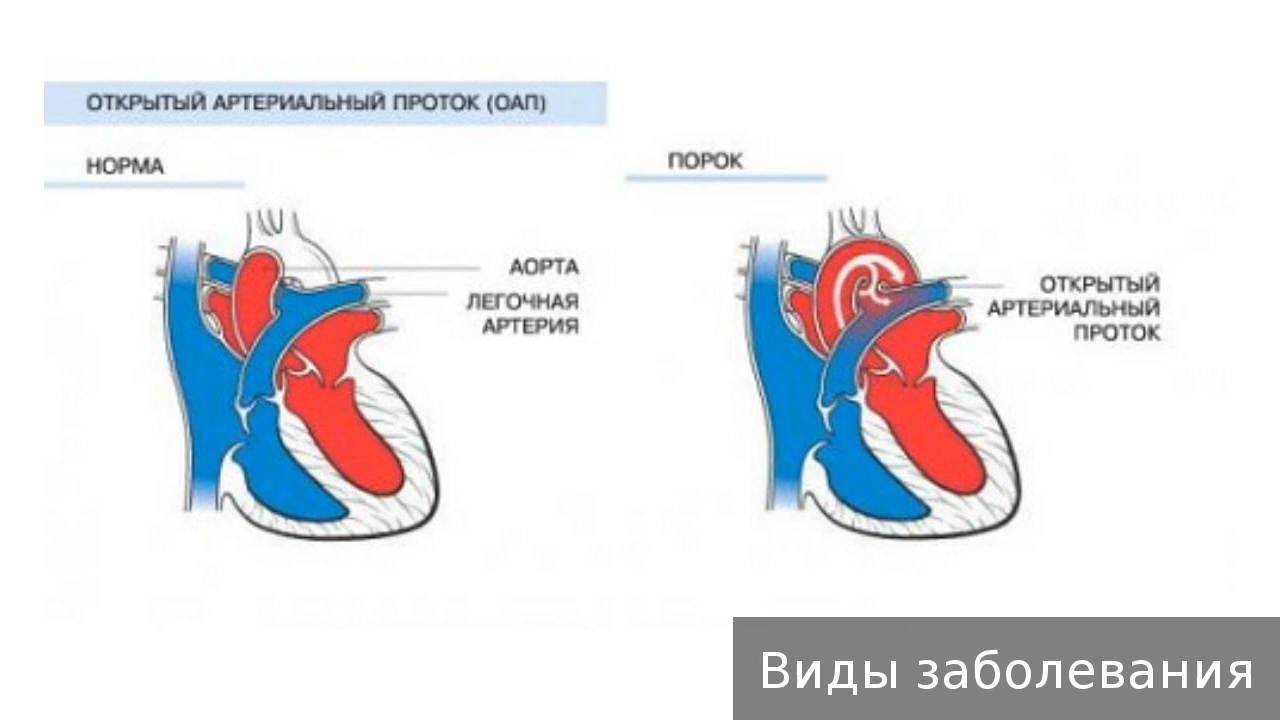 ОТКРЫТЫЙ АРТЕРИАЛЬНЫЙ ПРОТОК (ОАП)
НОРМА
АОРТА
ЛЕГОЧНАЯ
АРТЕРИЯ
ПОРОК
ОТКРЫТЫЙ
АРТЕРИАЛЬНЫЙ
ПРОТОК
Виды заболевания